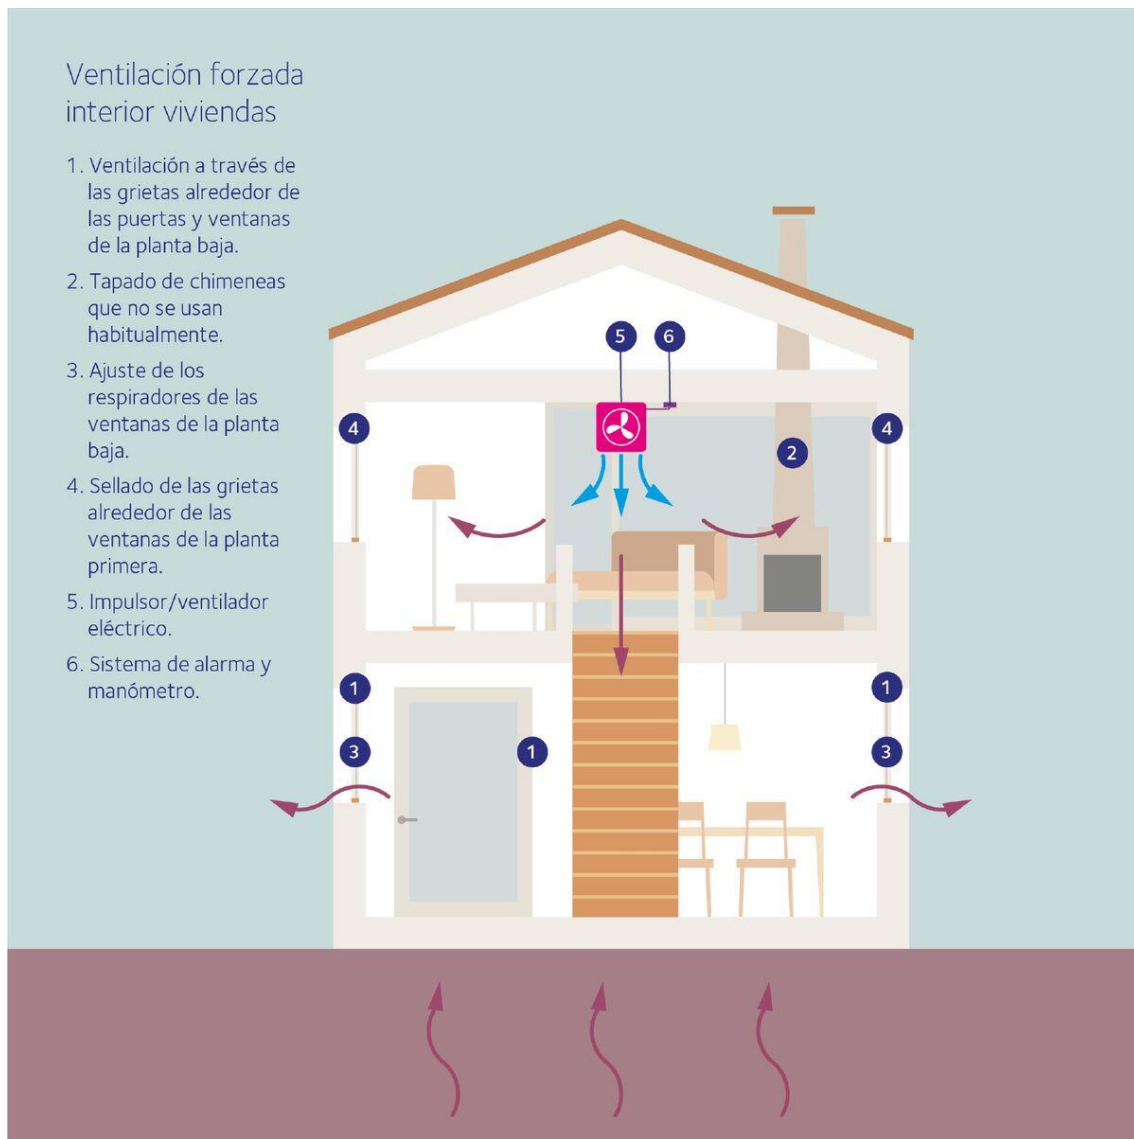 Ventilación forzada
interior viviendas
1. Ventilación a través de
las grietas alrededor de
las puertas y ventanas
de la planta baja.
2. Tapado de chimeneas
que no se usan
habitualmente.
3. Ajuste de los
respiradores de las
ventanas de la planta
baja.
4. Sellado de las grietas
alrededor de las
ventanas de la planta
primera.
5. Impulsor/ventilador
eléctrico.
6. Sistema de alarma y
manómetro.
5 6
4 4
2
1 1
3 1 3